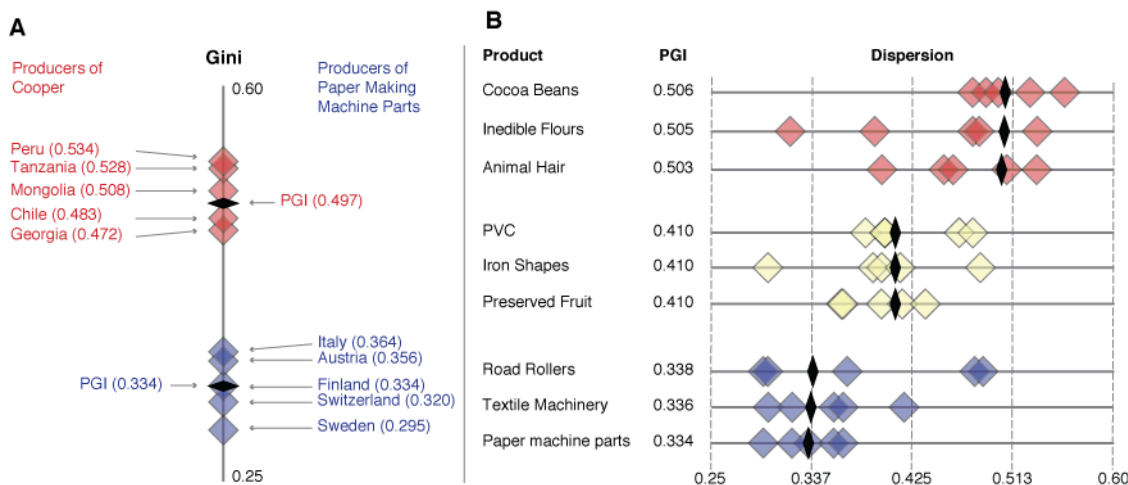 A
Gini
Producers of
Cooper
Producers of
Paper Making
Machine Parts
0.60
Peru (0.534)
Tanzania (0.528)
Mongolia (0.508)
PGI (0.497)
Chile (0.483)
Georgia (0.472)
Italy (0.364)
Austria (0.356)
PGI (0.334)
Finland (0.334)
Switzerland (0.320)
Sweden (0.295)
0.25
B
Product PGI Dispersion
Cocoa Beans 0.506
Inedible Flours 0.505
Animal Hair 0.503
PVC 0.410
Iron Shapes 0.410
Preserved Fruit 0.410
Road Rollers 0.338
Textile Machinery 0.336
Paper machine parts 0.334
0.25 0.337 0.425 0.513 0.60